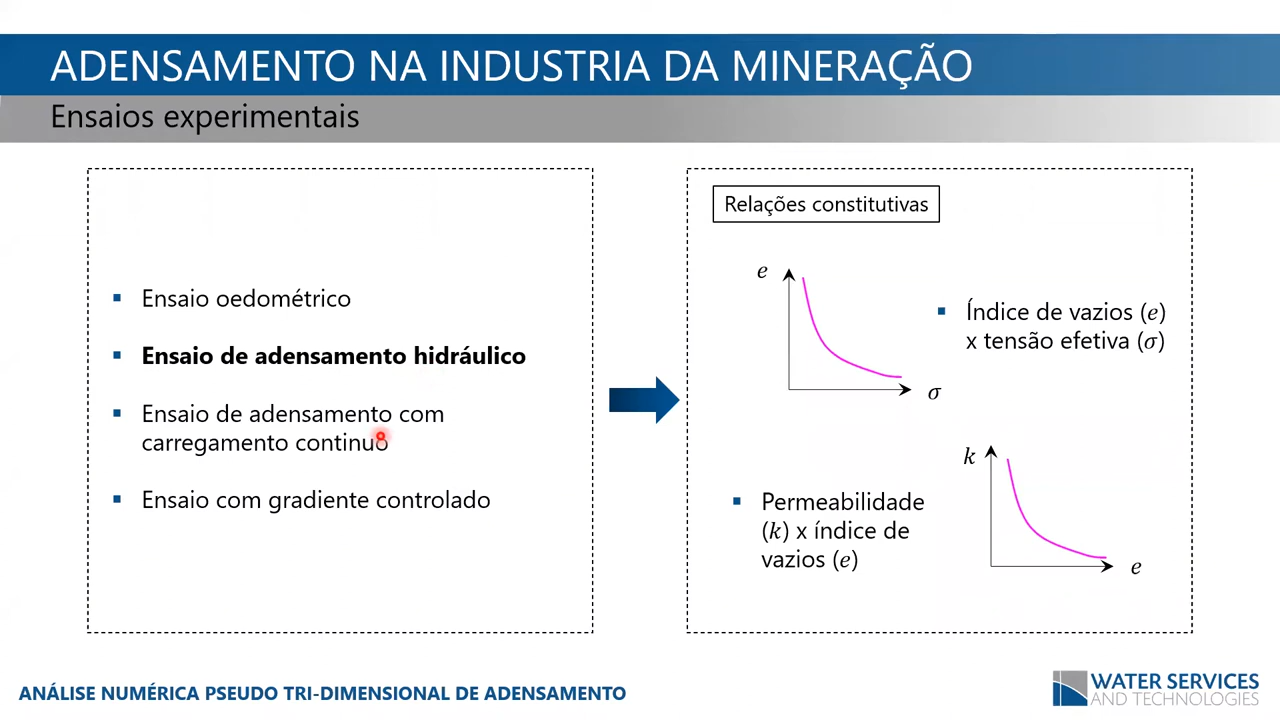 ADENSAMENTO NA INDUSTRIA DA MINERAÇÃO
Ensaios experimentais
▪ Ensaio oedométrico
▪ Ensaio de adensamento hidráulico
▪ Ensaio de adensamento com
carregamento continuo
▪ Ensaio com gradiente controlado
Relações constitutivas
e
σ
▪ Índice de vazios (e)
x tensão efetiva (σ)
▪ Permeabilidade
(k) x índice de
vazios (e)
k
e
ANÁLISE NUMÉRICA PSEUDO TRI-DIMENSIONAL DE ADENSAMENTO
WATER SERVICES
AND TECHNOLOGIES